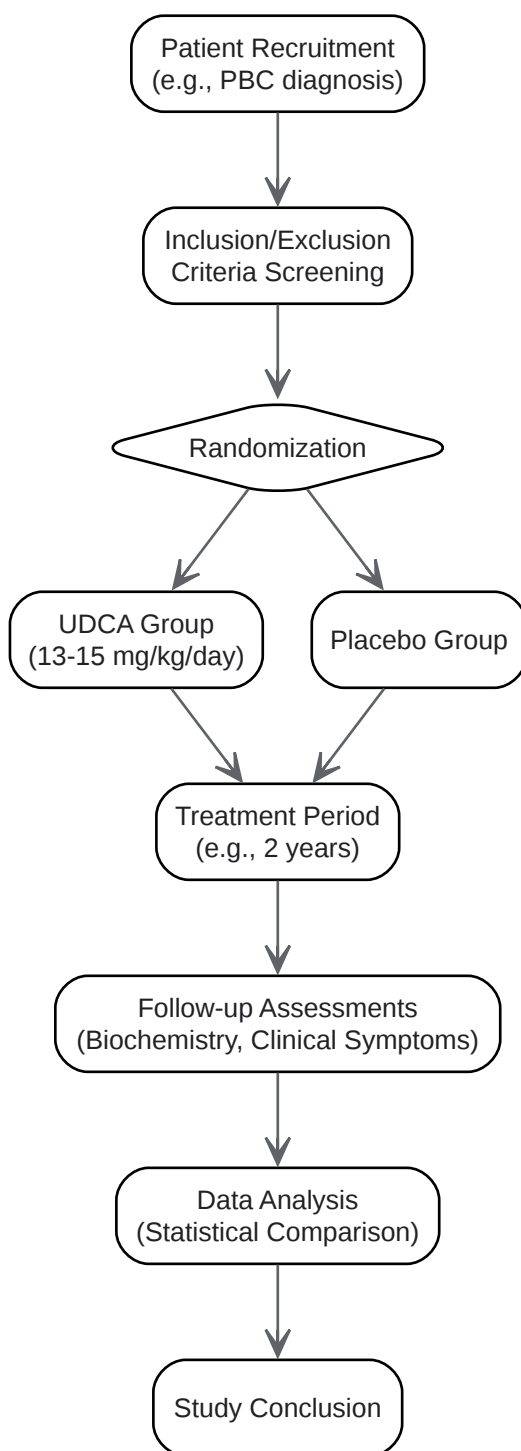 Patient Recruitment
(e.g., PBC diagnosis)
Inclusion/Exclusion
Criteria Screening
Randomization
UDCA Group
(13-15 mg/kg/day)
Placebo Group
Treatment Period
(e.g., 2 years)
Follow-up Assessments
(Biochemistry, Clinical Symptoms)
Data Analysis
(Statistical Comparison)
Study Conclusion